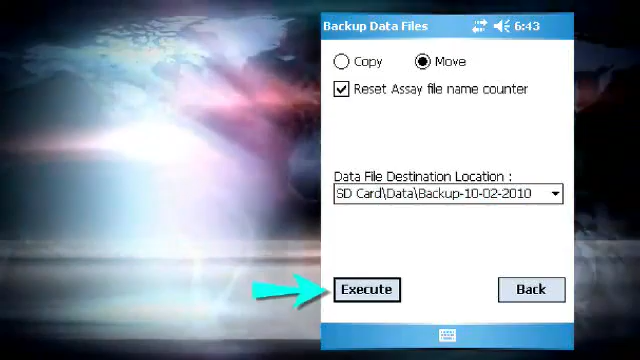 Backup Data Files 6:43
Copy Move
Reset Assay file name counter
Data File Destination Location :
SD Card\Data\Backup-10-02-2010
Execute Back